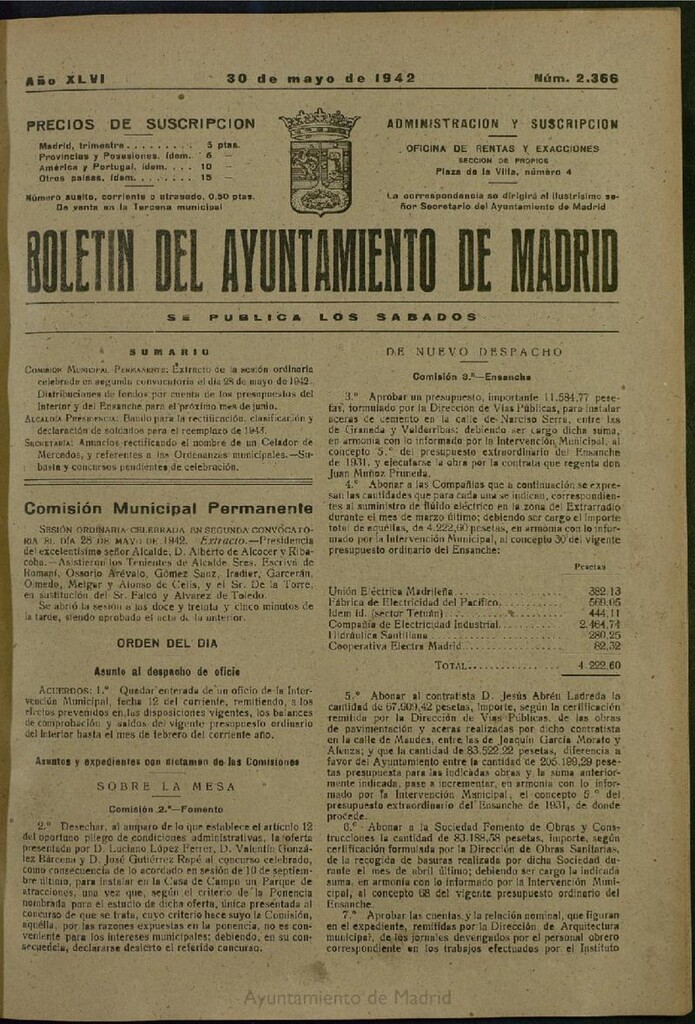 Año XLVI 30 de mayo de 1942 Núm. 2.366
PRECIOS DE SUSCRIPCION
Madrid, trimestre. . . . . . . . . 5 ptas.
Provincias y Posesiones, ídem. 6 —
América y Portugal, ídem. . . . 10 —
Otros países, ídem. . . . . . . . 15 —
Número suelto, corriente o atrasado, 0,50 ptas.
De venta en la Tercena municipal
ADMINISTRACION Y SUSCRIPCION
OFICINA DE RENTAS Y EXACCIONES
SECCION DE PROPIOS
Plaza de la Villa, número 4
La correspondencia se dirigirá al ilustrísimo se-
ñor Secretario del Ayuntamiento de Madrid
BOLETIN DEL AYUNTAMIENTO DE MADRID
SE PUBLICA LOS SABADOS
SUMARIO
COMISIÓN MUNICIPAL PERMANENTE: Extracto de la sesión ordinaria
celebrada en segunda convocatoria el día 28 de mayo de 1942.
Distribuciones de fondos por cuenta de los presupuestos del
Interior y del Ensanche para el próximo mes de junio.
ALCALDÍA PRESIDENCIA: Bando para la rectificación, clasificación y
declaración de soldados para el reemplazo de 1943.
SECRETARÍA: Anuncios rectificando el nombre de un Celador de
Mercados, y referentes a las Ordenanzas municipales.—Su-
basta y concursos pendientes de celebración.
Comisión Municipal Permanente
SESIÓN ORDINARIA CELEBRADA EN SEGUNDA CONVOCATO-
RIA EL DÍA 28 DE MAYO DE 1942. Extracto.—Presidencia
del excelentísimo señor Alcalde, D. Alberto de Alcocer y Riba-
coba.—Asistieron los Tenientes de Alcalde Sres. Escrivá de
Romaní, Ossorio Arévalo, Gómez Sanz, Iradier, Garcerán,
Olmedo, Melgar y Alonso de Celis, y el Sr. De la Torre,
en sustitución del Sr. Falcó y Alvarez de Toledo.
Se abrió la sesión a las doce y treinta y cinco minutos de
la tarde, siendo aprobada el acta de la anterior.
ORDEN DEL DIA
Asunto al despacho de oficio
ACUERDOS: 1.º Quedar enterada de un oficio de la Inter-
vención Municipal, fecha 12 del corriente, remitiendo, a los
efectos prevenidos en las disposiciones vigentes, los balances
de comprobación y saldos del vigente presupuesto ordinario
del Interior hasta el mes de febrero del corriente año.
Asuntos y expedientes con dictamen de las Comisiones
SOBRE LA MESA
Comisión 2.ª—Fomento
2.º Desechar, al amparo de lo que establece el artículo 12
del oportuno pliego de condiciones administrativas, la oferta
presentada por D. Luciano López Ferrer, D. Valentín Gonzá-
lez Bárcena y D. José Gutiérrez Rapé al concurso celebrado,
como consecuencia de lo acordado en sesión de 10 de septiem-
bre último, para instalar en la Casa de Campo un Parque de
atracciones, una vez que, según el criterio de la Ponencia
nombrada para el estudio de dicha oferta, única presentada al
concurso de que se trata, cuyo criterio hace suyo la Comisión,
aquélla, por las razones expuestas en la ponencia, no es con-
veniente para los intereses municipales; debiendo, en su con-
secuencia, declararse desierto el referido concurso.
DE NUEVO DESPACHO
Comisión 3.ª—Ensanche
3.º Aprobar un presupuesto, importante 11.584,77 pese-
tas, formulado por la Dirección de Vías Públicas, para instalar
aceras de cemento en la calle de Narciso Serra, entre las
de Granada y Valderribas; debiendo ser cargo dicha suma,
en armonía con lo informado por la Intervención Municipal, al
concepto 5.º del presupuesto extraordinario del Ensanche
de 1931, y ejecutarse la obra por la contrata que regenta don
Juan Muñoz Pruneda.
4.º Abonar a las Compañías que a continuación se expre-
san las cantidades que para cada una se indican, correspondien-
tes al suministro de flúido eléctrico en la zona del Extrarradio
durante el mes de marzo último; debiendo ser cargo el importe
total de aquéllas, de 4.222,60 pesetas, en armonía con lo infor-
mado por la Intervención Municipal, al concepto 30 del vigente
presupuesto ordinario del Ensanche:
Pesetas
Unión Eléctrica Madrileña. . . . . . . . 382,13
Fábrica de Electricidad del Pacífico. . . . . . . . 569,05
Idem íd. (sector Tetuán) . . . . . . . . 444,11
Compañía de Electricidad Industrial. . . . . . . . 2.464,74
Hidráulica Santillana . . . . . . . . 280,25
Cooperativa Electra Madrid. . . . . . . . 82,32
TOTAL. . . . . . . . 4.222,60
5.º Abonar al contratista D. Jesús Abréu Ladreda la
cantidad de 67.909,42 pesetas, importe, según la certificación
remitida por la Dirección de Vías Públicas, de las obras
de pavimentación y aceras realizadas por dicho contratista
en la calle de Maudes, entre las de Joaquín García Morato y
Alenza; y que la cantidad de 83.522,22 pesetas, diferencia a
favor del Ayuntamiento entre la cantidad de 205.199,29 pese-
tas presupuesta para las indicadas obras y la suma anterior-
mente indicada, pase a incrementar, en armonía con lo in-
formado por la Intervención Municipal, el concepto 5.º del
presupuesto extraordinario del Ensanche de 1931, de donde
procede.
6.º Abonar a la Sociedad Fomento de Obras y Cons-
trucciones la cantidad de 83.188,58 pesetas, importe, según
certificación formulada por la Dirección de Obras Sanitarias,
de la recogida de basuras realizada por dicha Sociedad du-
rante el mes de abril último; debiendo ser cargo la indicada
suma, en armonía con lo informado por la Intervención Muni-
cipal, al concepto 68 del vigente presupuesto ordinario del
Ensanche.
7.º Aprobar las cuentas y la relación nominal, que figuran
en el expediente, remitidas por la Dirección de Arquitectura
municipal, de los jornales devengados por el personal obrero
correspondiente en los trabajos efectuados por el Instituto
Ayuntamiento de Madrid